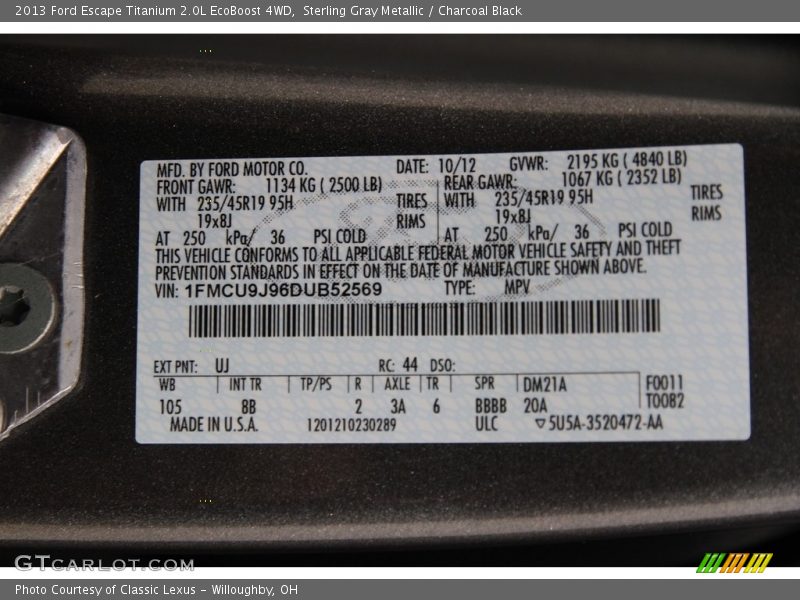 2013 Ford Escape Titanium 2.0L EcoBoost 4WD,  Sterling Gray Metallic / Charcoal Black
MFD. BY FORD MOTOR CO. DATE: 10/12 GVWR: 2195 KG ( 4840 LB)
FRONT GAWR: 1134 KG ( 2500 LB) REAR GAWR: 1067 KG ( 2352 LB)
WITH 235/45R19 95H TIRES WITH 235/45R19 95H TIRES
19x8J RIMS 19x8J RIMS
AT 250 kPa/ 36 PSI COLD AT 250 kPa/ 36 PSI COLD
THIS VEHICLE CONFORMS TO ALL APPLICABLE FEDERAL MOTOR VEHICLE SAFETY AND THEFT
PREVENTION STANDARDS IN EFFECT ON THE DATE OF MANUFACTURE SHOWN ABOVE.
VIN: 1FMCU9J96DUB52569 TYPE: MPV
EXT PNT: UJ RC: 44 DSO:
WB INT TR TP/PS R AXLE TR SPR DM21A F0011
105 8B 2 3A 6 BBBB 20A T0082
MADE IN U.S.A. 1201210230289 ULC ▽5U5A-3520472-AA
GTCARLOT.COM
Photo Courtesy of Classic Lexus - Willoughby, OH